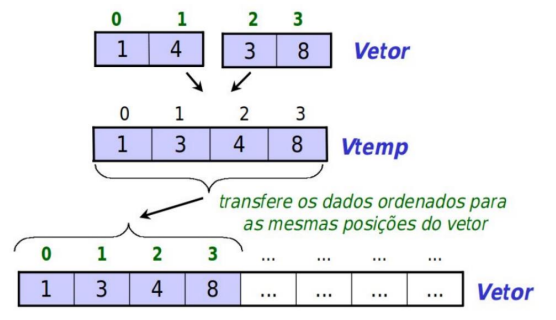 0 1 2 3
1 4 3 8 Vetor
0 1 2 3
1 3 4 8 Vtemp
transfere os dados ordenados para
as mesmas posições do vetor
0 1 2 3 ... ... ... ...
1 3 4 8 ... ... ... ... Vetor